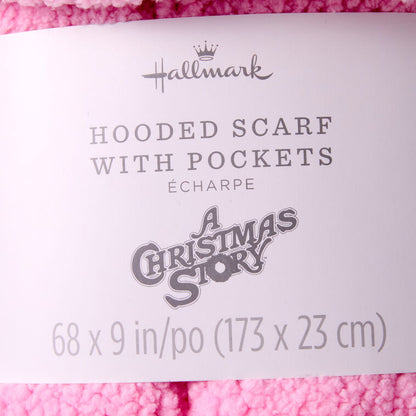 Hallmark
HOODED SCARF
WITH POCKETS
ÉCHARPE
A
CHRISTMAS
STORY
68 x 9 in/po (173 x 23 cm)